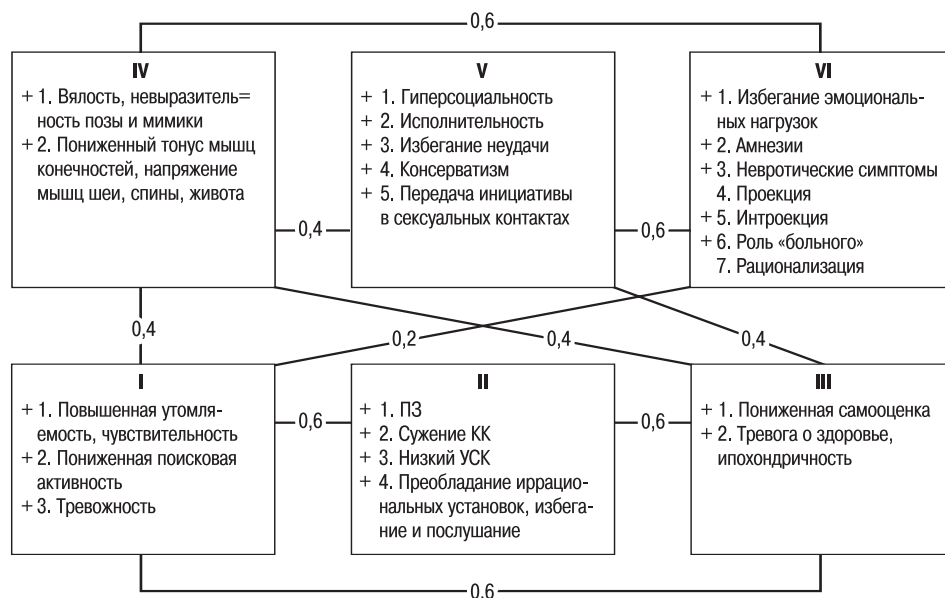 0,6
IV
+ 1. Вялость, невыразитель=
ность позы и мимики
+ 2. Пониженный тонус мышц
конечностей, напряжение
мышц шеи, спины, живота
V
+ 1. Гиперсоциальность
+ 2. Исполнительность
+ 3. Избегание неудачи
+ 4. Консерватизм
+ 5. Передача инициативы
в сексуальных контактах
VI
+ 1. Избегание эмоциональ-
ных нагрузок
+ 2. Амнезии
+ 3. Невротические симптомы
4. Проекция
+ 5. Интроекция
+ 6. Роль «больного»
7. Рационализация
0,4
0,6
0,4
0,2
0,4
0,4
I
+ 1. Повышенная утомля-
емость, чувствительность
+ 2. Пониженная поисковая
активность
+ 3. Тревожность
II
+ 1. ПЗ
+ 2. Сужение КК
+ 3. Низкий УСК
+ 4. Преобладание иррацио-
нальных установок, избега-
ние и послушание
III
+ 1. Пониженная самооценка
+ 2. Тревога о здоровье,
ипохондричность
0,6
0,6
0,6